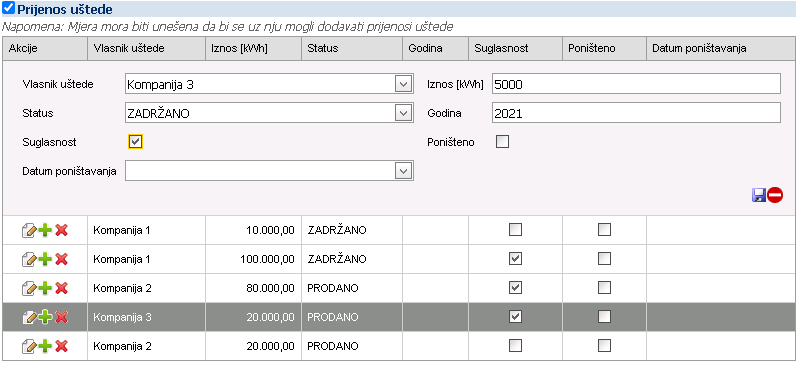 Prijenos uštede
Napomena: Mjera mora biti unešena da bi se uz nju mogli dodavati prijenosi uštede
Akcije Vlasnik uštede Iznos [kWh] Status Godina Suglasnost Poništeno Datum poništavanja
Vlasnik uštede Kompanija 3 Iznos [kWh] 5000
Status ZADRŽANO Godina 2021
Suglasnost Poništeno
Datum poništavanja
Kompanija 1 10.000,00 ZADRŽANO
Kompanija 1 100.000,00 ZADRŽANO
Kompanija 2 80.000,00 PRODANO
Kompanija 3 20.000,00 PRODANO
Kompanija 2 20.000,00 PRODANO